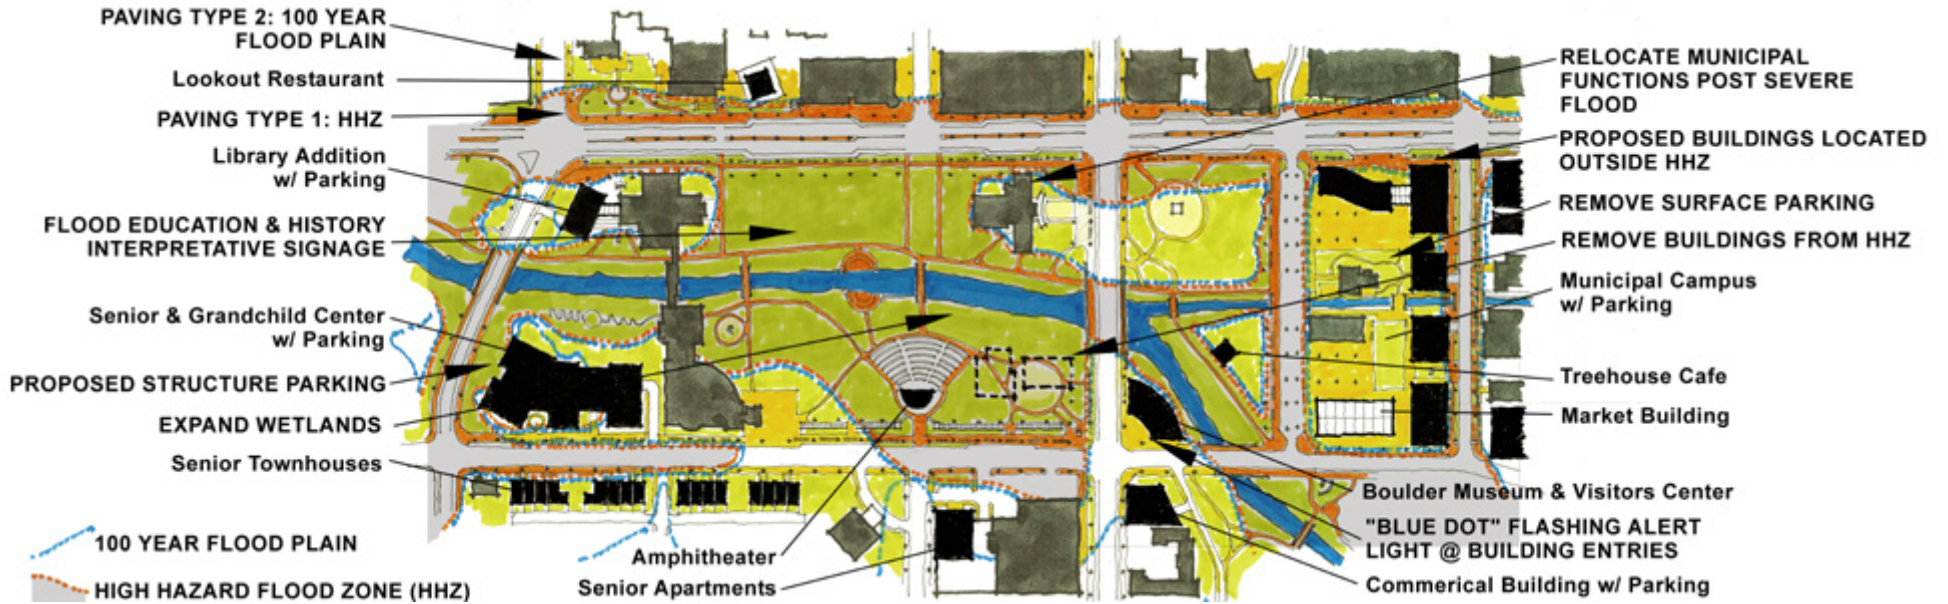 PAVING TYPE 2: 100 YEAR
FLOOD PLAIN
Lookout Restaurant
PAVING TYPE 1: HHZ
Library Addition
w/ Parking
FLOOD EDUCATION & HISTORY
INTERPRETATIVE SIGNAGE
Senior & Grandchild Center
w/ Parking
PROPOSED STRUCTURE PARKING
EXPAND WETLANDS
Senior Townhouses
100 YEAR FLOOD PLAIN
HIGH HAZARD FLOOD ZONE (HHZ)
Amphitheater
Senior Apartments
RELOCATE MUNICIPAL
FUNCTIONS POST SEVERE
FLOOD
PROPOSED BUILDINGS LOCATED
OUTSIDE HHZ
REMOVE SURFACE PARKING
REMOVE BUILDINGS FROM HHZ
Municipal Campus
w/ Parking
Treehouse Cafe
Market Building
Boulder Museum & Visitors Center
"BLUE DOT" FLASHING ALERT
LIGHT @ BUILDING ENTRIES
Commerical Building w/ Parking